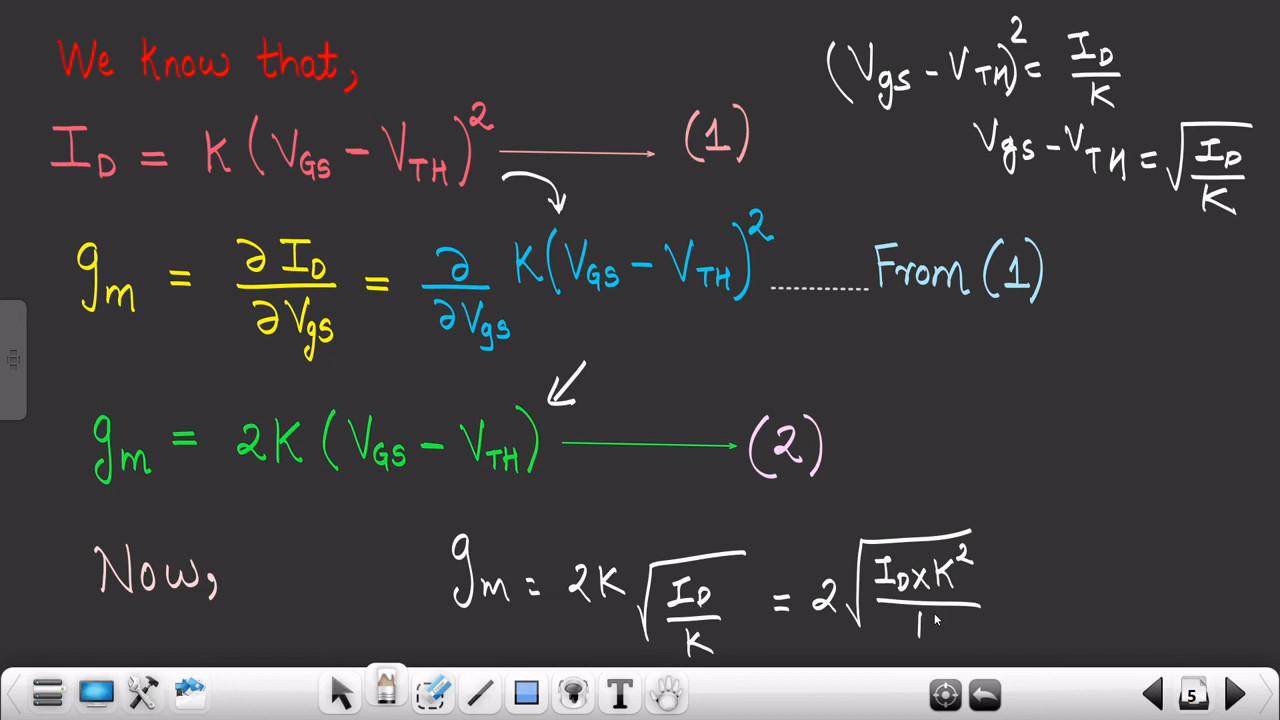 We know that,
(Vgs - VTH)² = ID/K
ID = K(VGS - VTH)² → (1)
Vgs - VTH = √(ID/K)
gm = ∂ID/∂Vgs = ∂/∂Vgs K(VGS - VTH)² ........... From (1)
gm = 2K(VGS - VTH) → (2)
Now, gm = 2K √(ID/K) = 2 √(ID×K²/
5
T